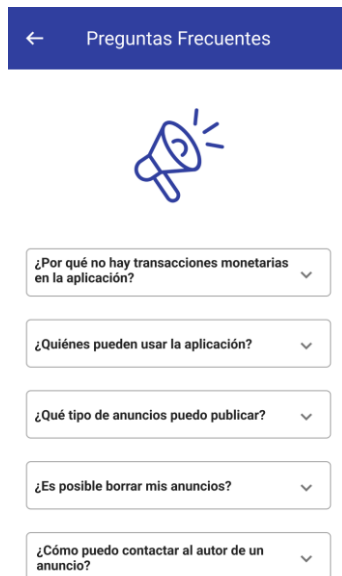 Preguntas Frecuentes
¿Por qué no hay transacciones monetarias
en la aplicación?
¿Quiénes pueden usar la aplicación?
¿Qué tipo de anuncios puedo publicar?
¿Es posible borrar mis anuncios?
¿Cómo puedo contactar al autor de un
anuncio?